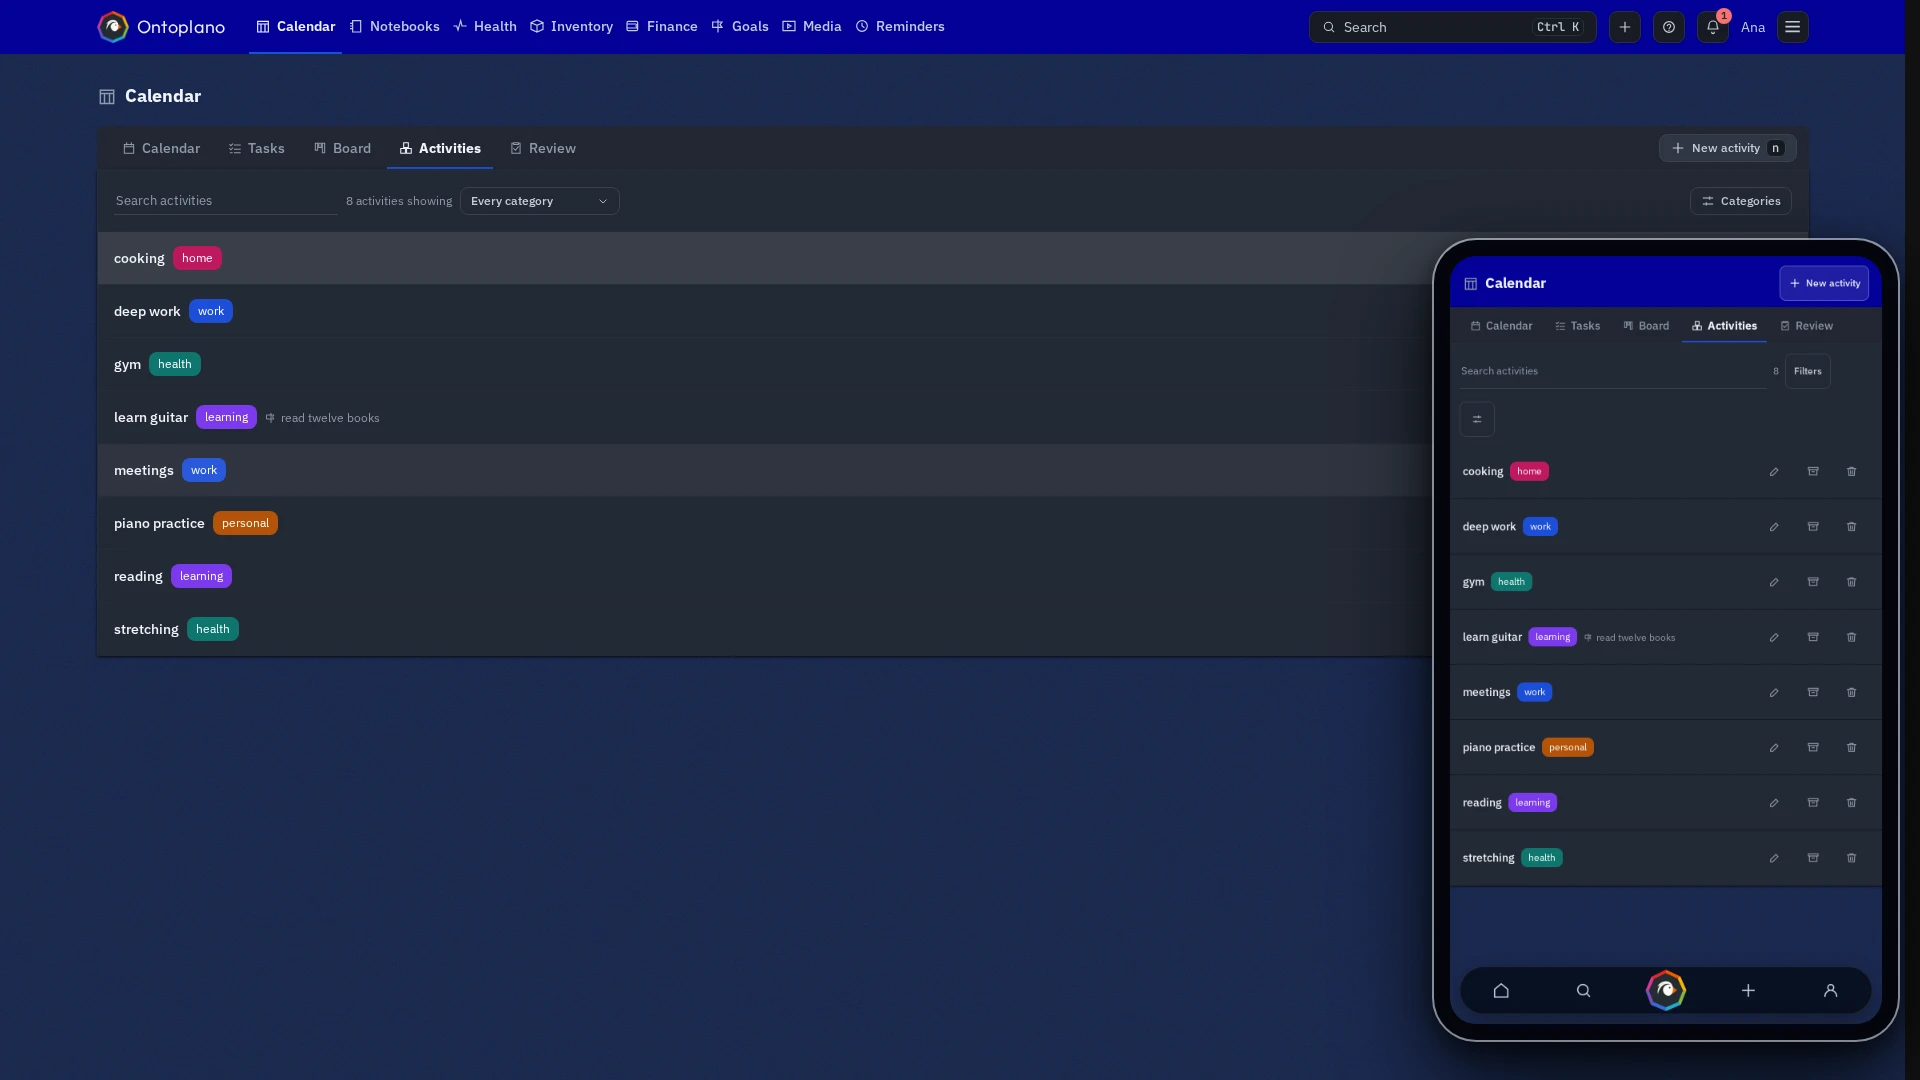 Ontoplano Calendar Notebooks Health Inventory Finance Goals Media Reminders Search Ctrl K 1 Ana
Calendar
Calendar Tasks Board Activities Review New activity n
Search activities 8 activities showing Every category Categories
cooking home
deep work work
gym health
learn guitar learning read twelve books
meetings work
piano practice personal
reading learning
stretching health
Calendar New activity
Calendar Tasks Board Activities Review
Search activities 8 Filters
cooking home
deep work work
gym health
learn guitar learning read twelve books
meetings work
piano practice personal
reading learning
stretching health